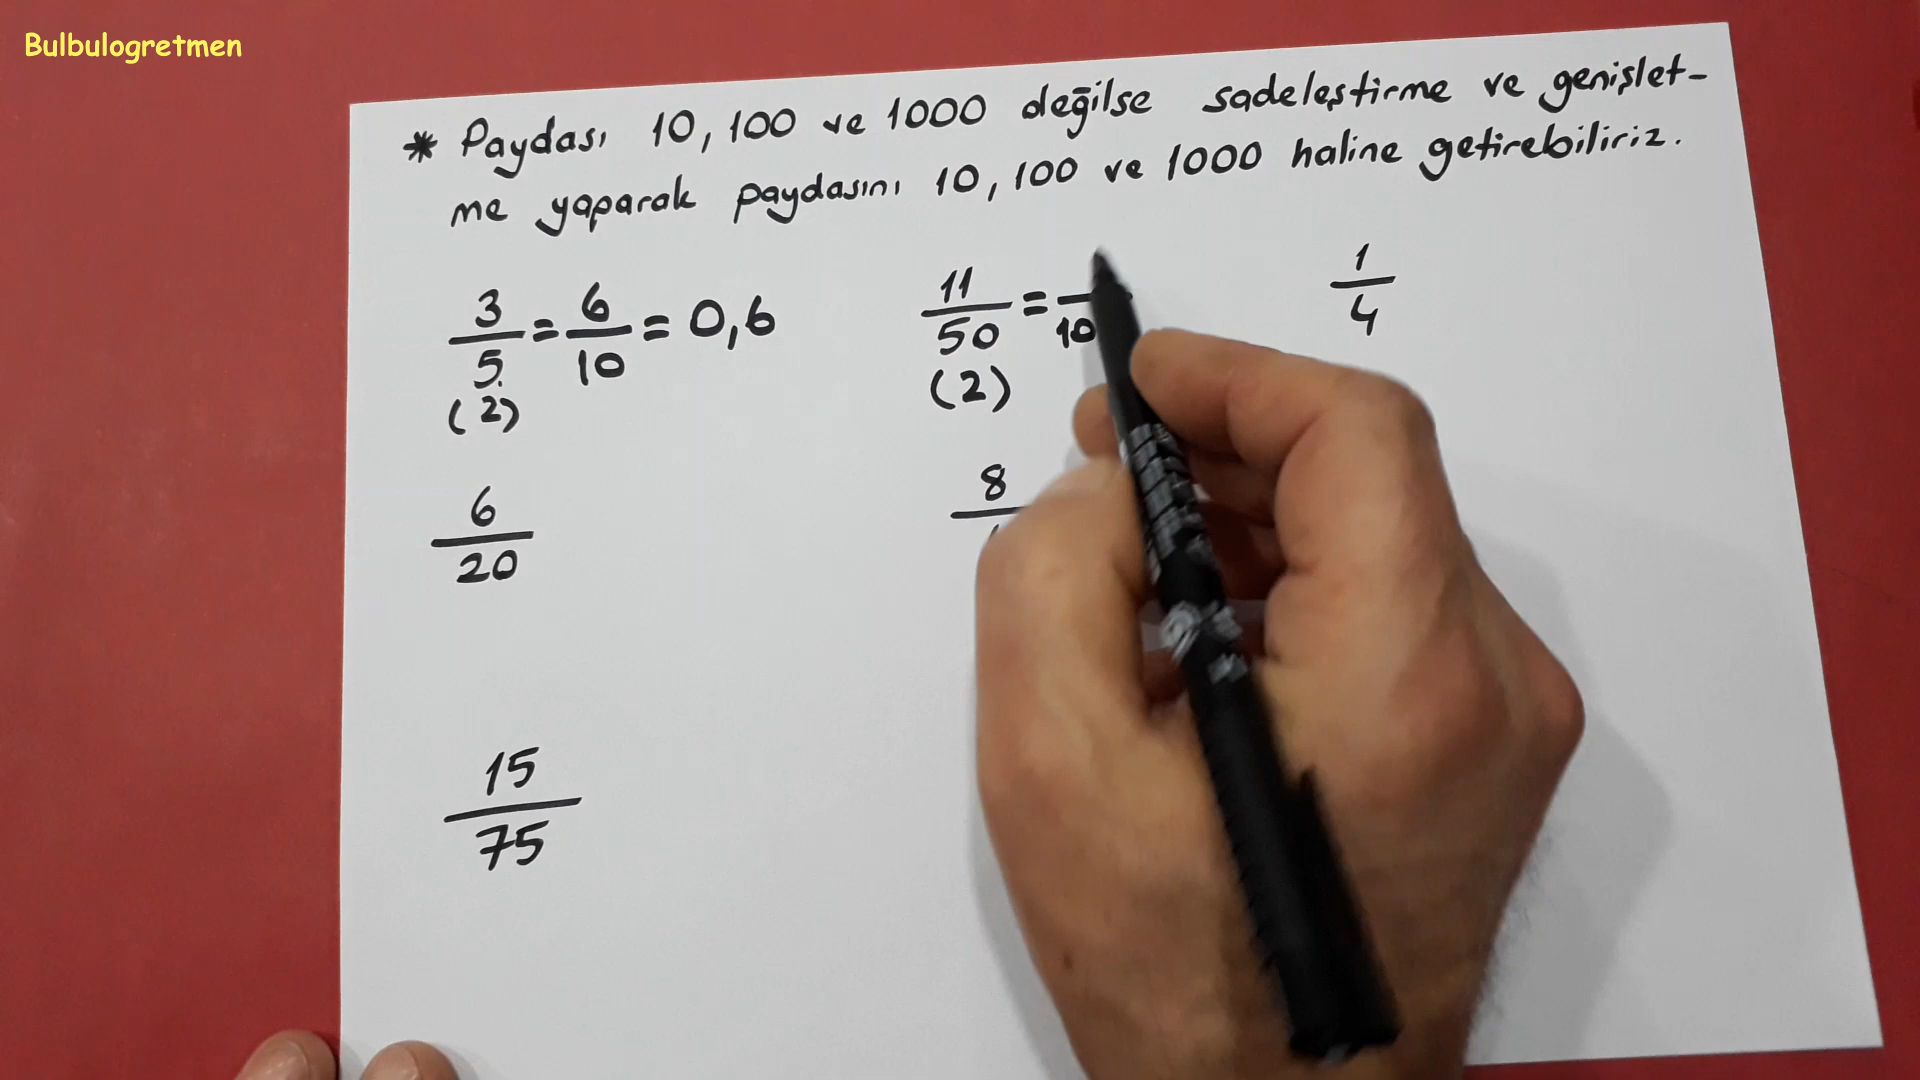 Bulbulogretmen
* Paydası 10, 100 ve 1000 değilse sadeleştirme ve genişlet-
me yaparak paydasını 10, 100 ve 1000 haline getirebiliriz.
3/5 = 6/10 = 0,6
(2)
11/50 = /10
(2)
1/4
6/20
8
15/75